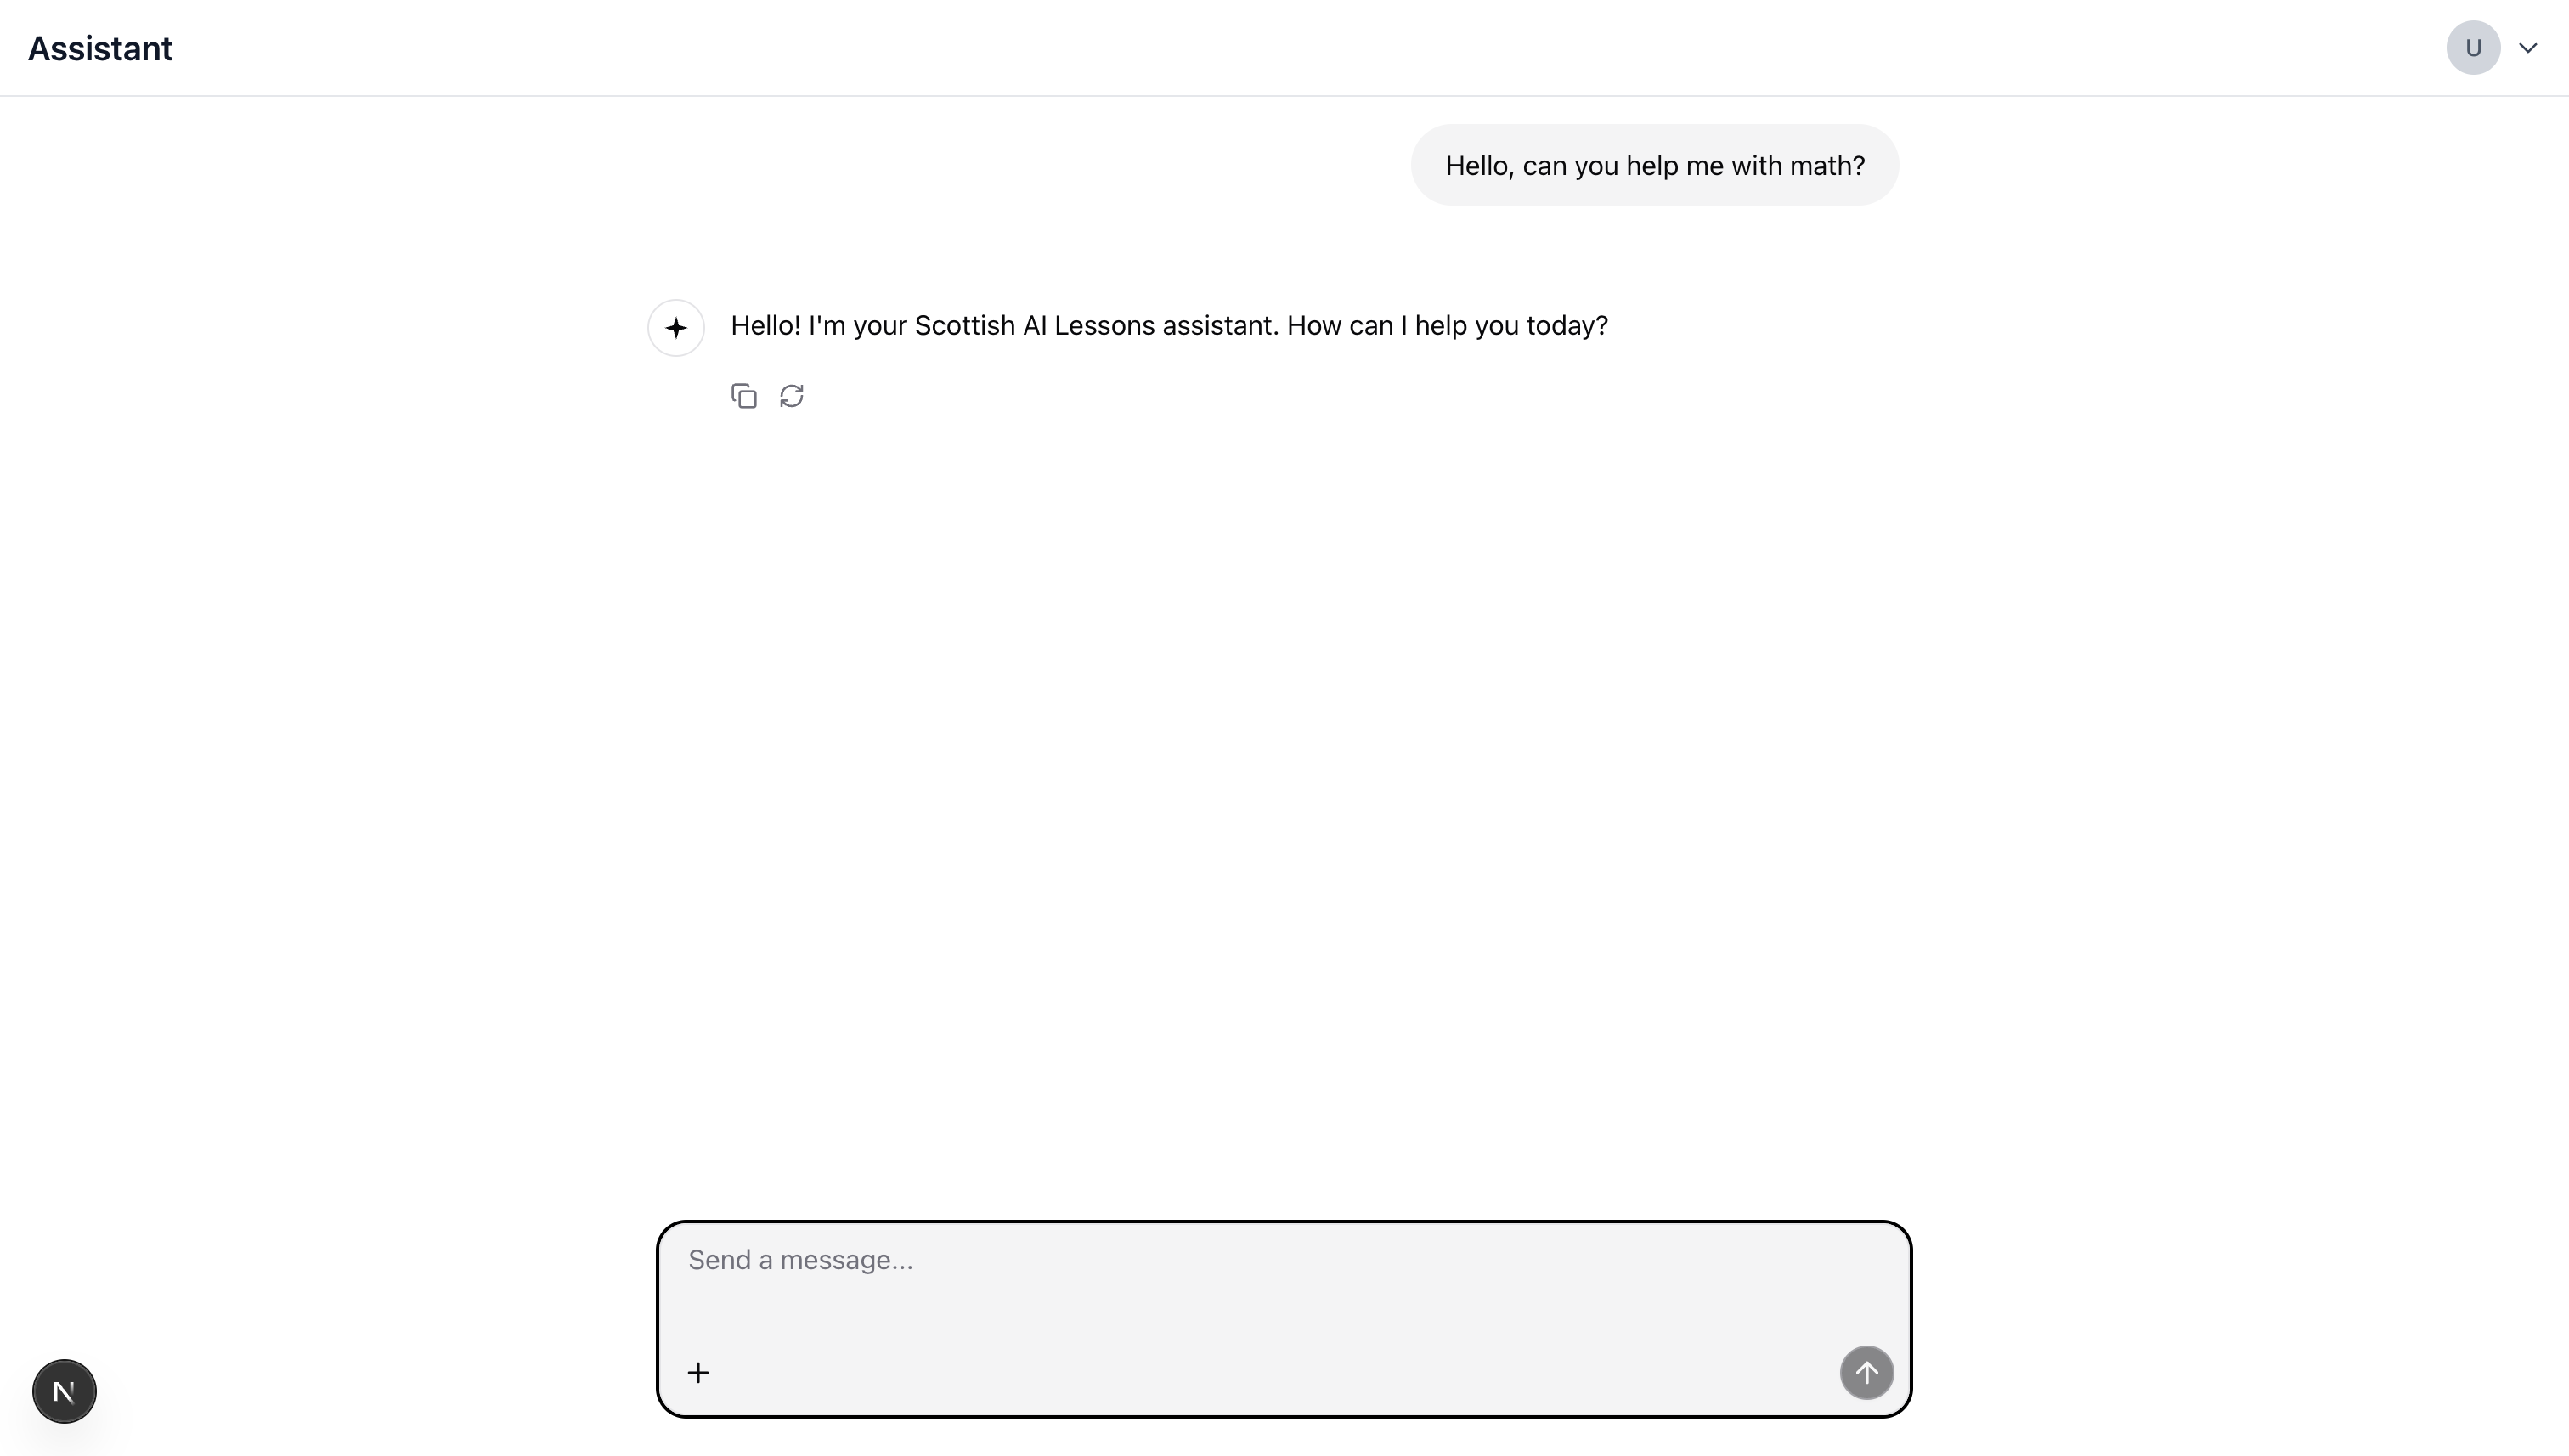 Assistant
U
Hello, can you help me with math?
Hello! I'm your Scottish AI Lessons assistant. How can I help you today?
Send a message...
N